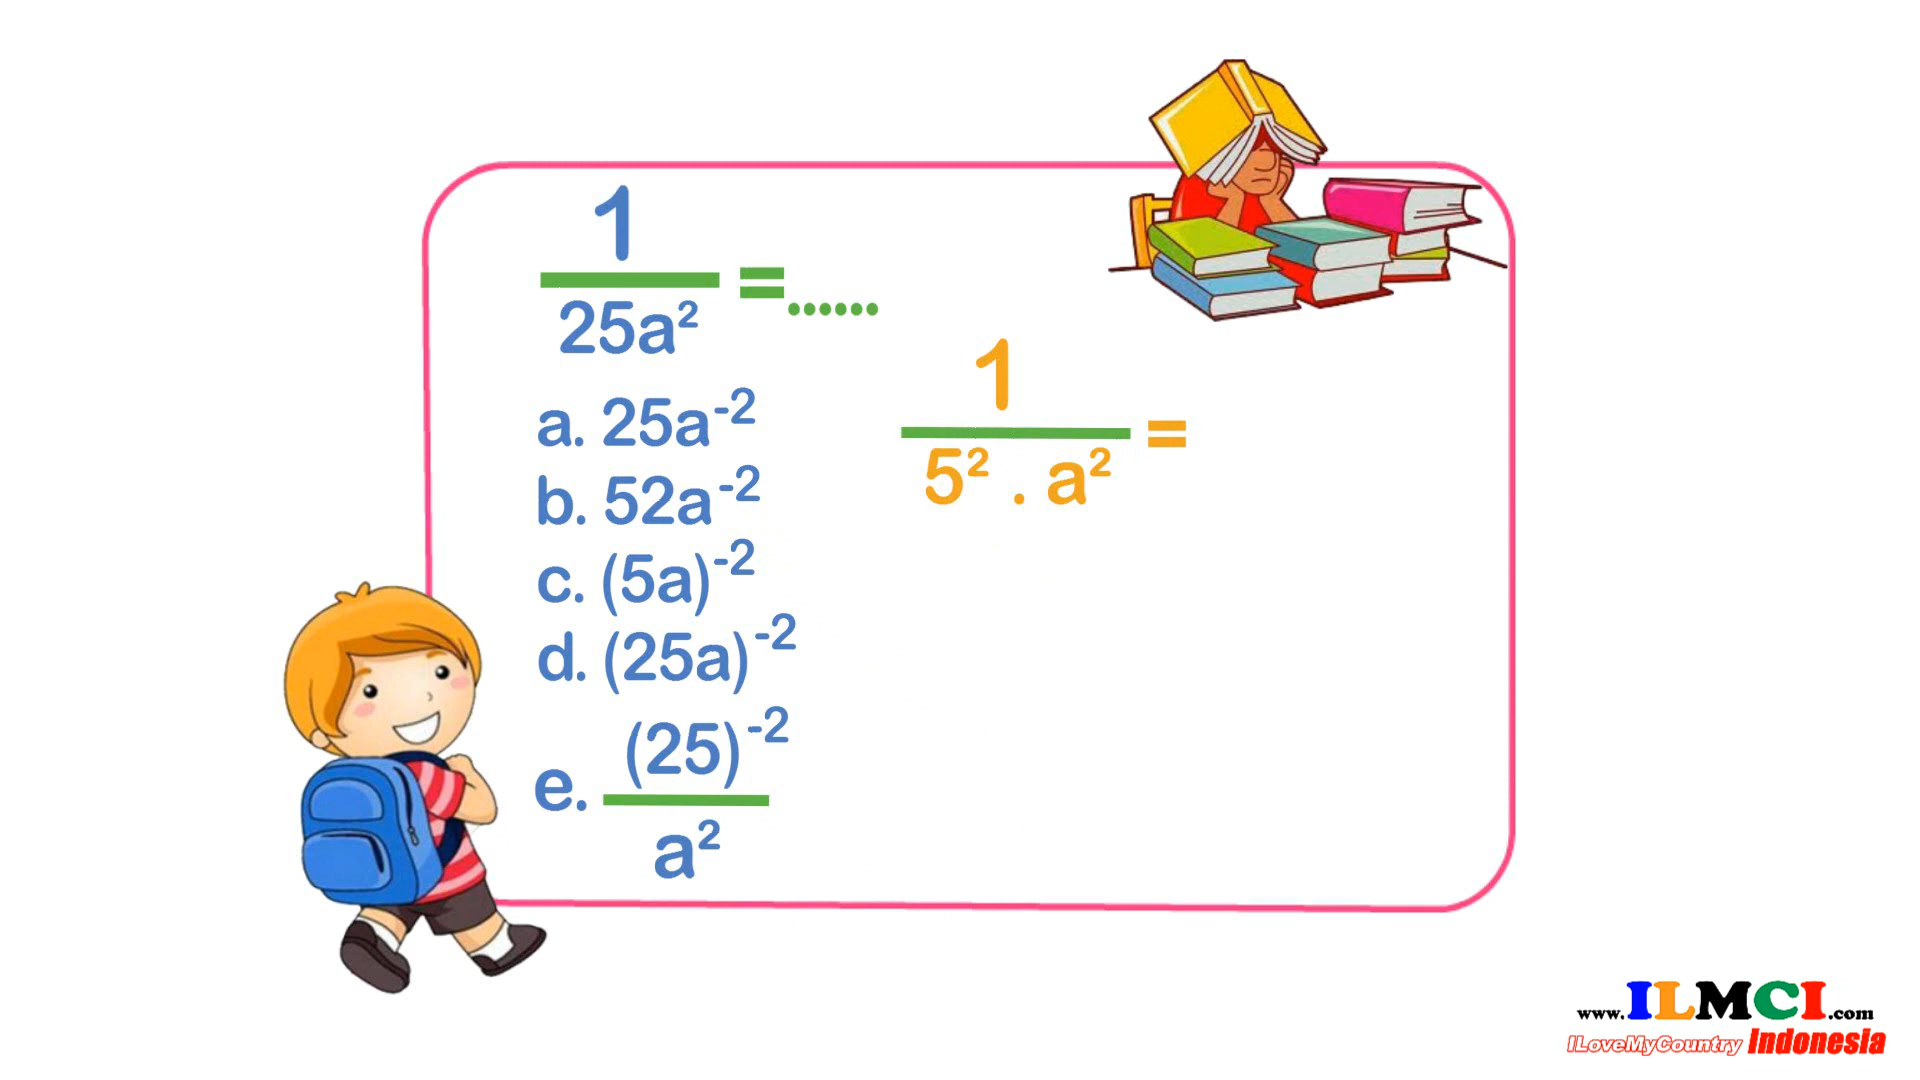 1
25a²
=......
a. 25a⁻²
b. 52a⁻²
c. (5a)⁻²
d. (25a)⁻²
e. (25)⁻²
a²
1
5² . a²
=
www.ILMCI.com
ILoveMyCountry Indonesia